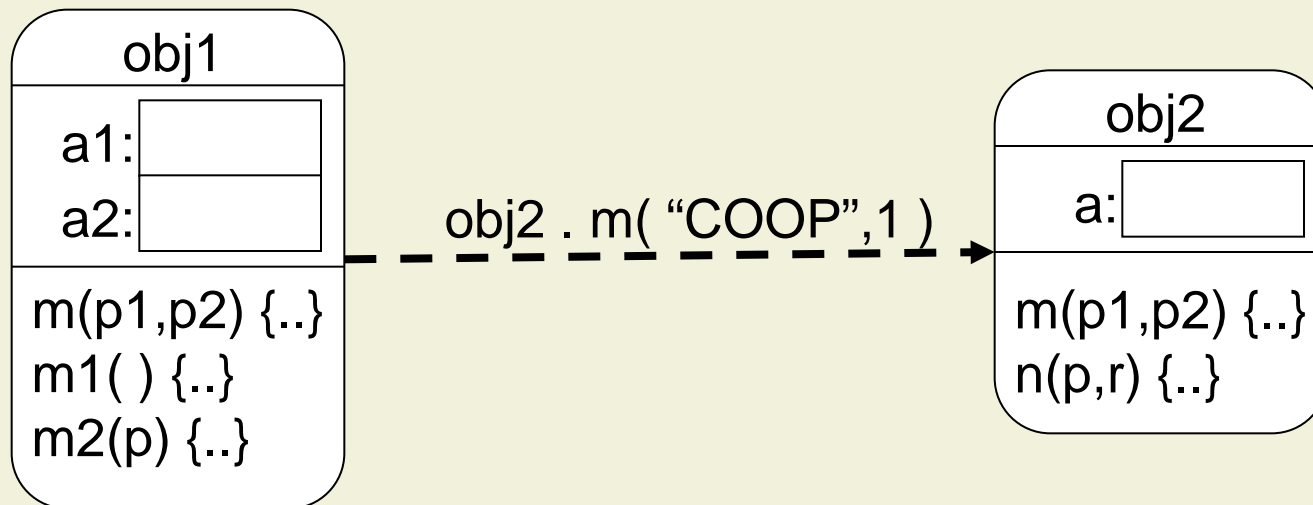 obj1
a1:
a2:
m(p1,p2) {..}
m1( ) {..}
m2(p) {..}
obj2 . m( “COOP”,1 )
obj2
a:
m(p1,p2) {..}
n(p,r) {..}